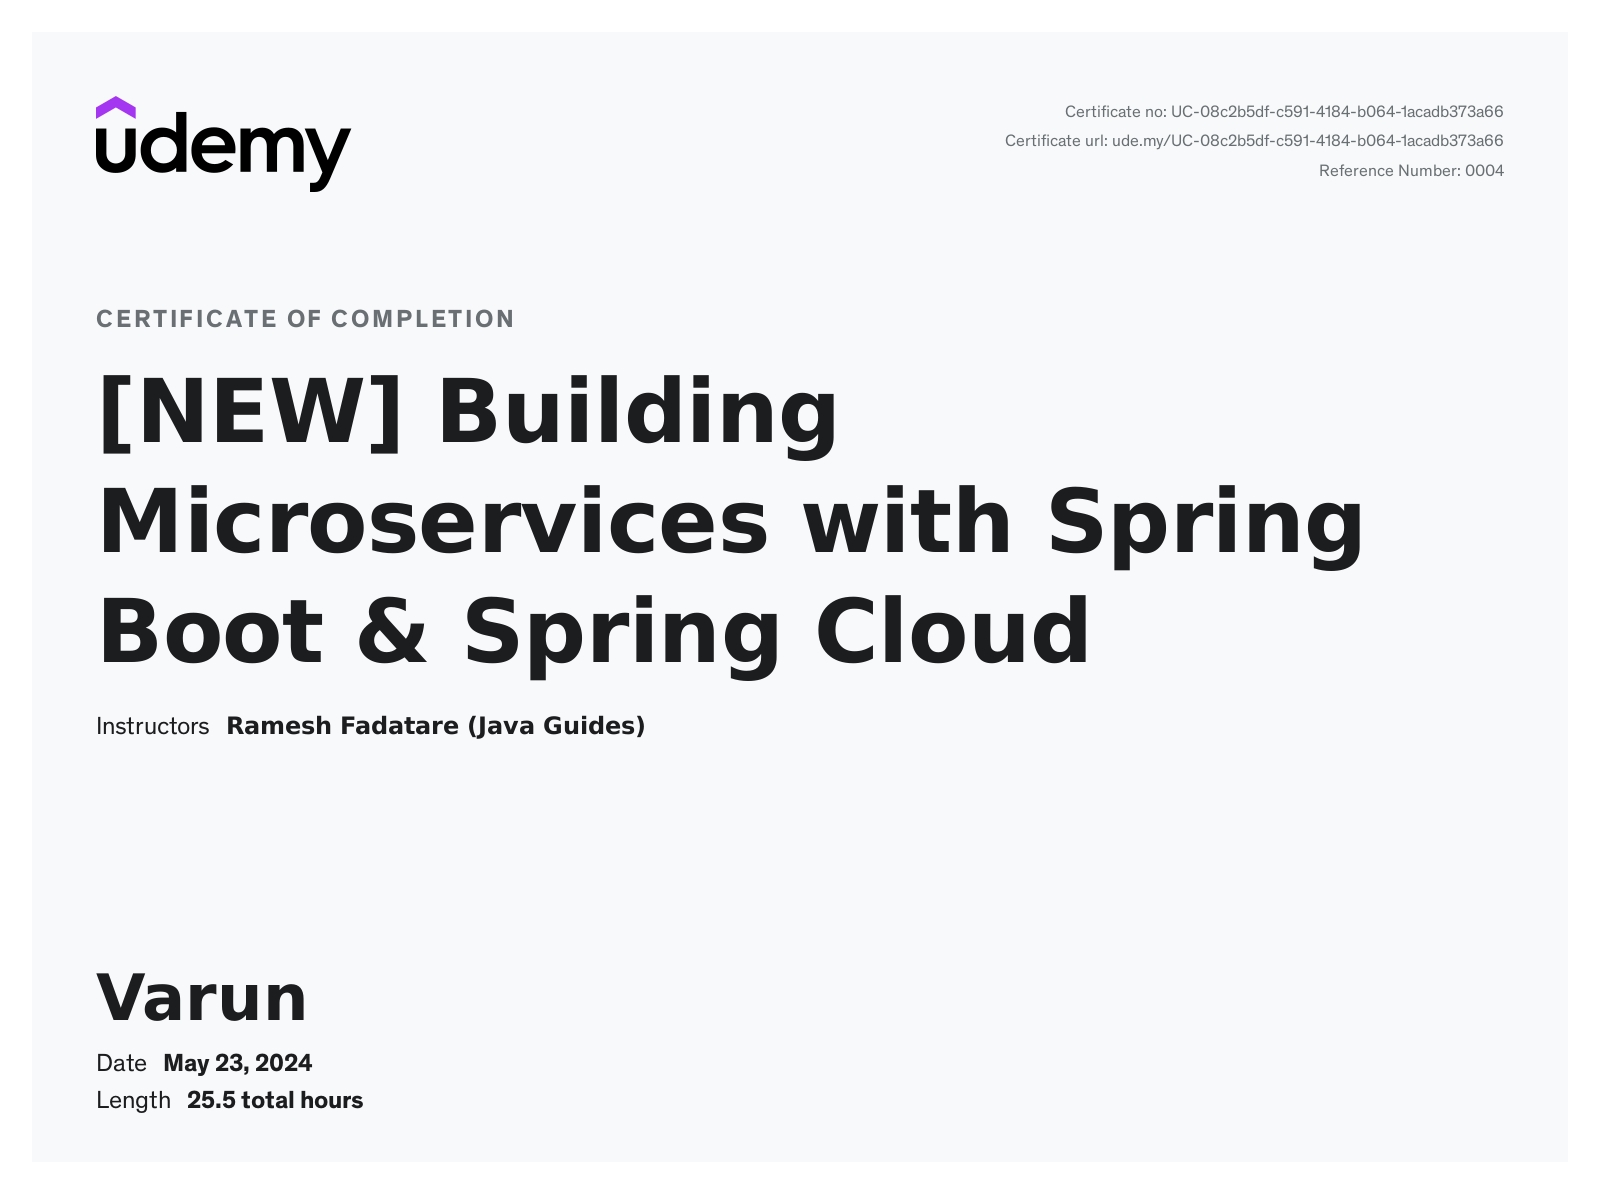 udemy
Certificate no: UC-08c2b5df-c591-4184-b064-1acadb373a66
Certificate url: ude.my/UC-08c2b5df-c591-4184-b064-1acadb373a66
Reference Number: 0004
CERTIFICATE OF COMPLETION
[NEW] Building
Microservices with Spring
Boot & Spring Cloud
Instructors Ramesh Fadatare (Java Guides)
Varun
Date May 23, 2024
Length 25.5 total hours